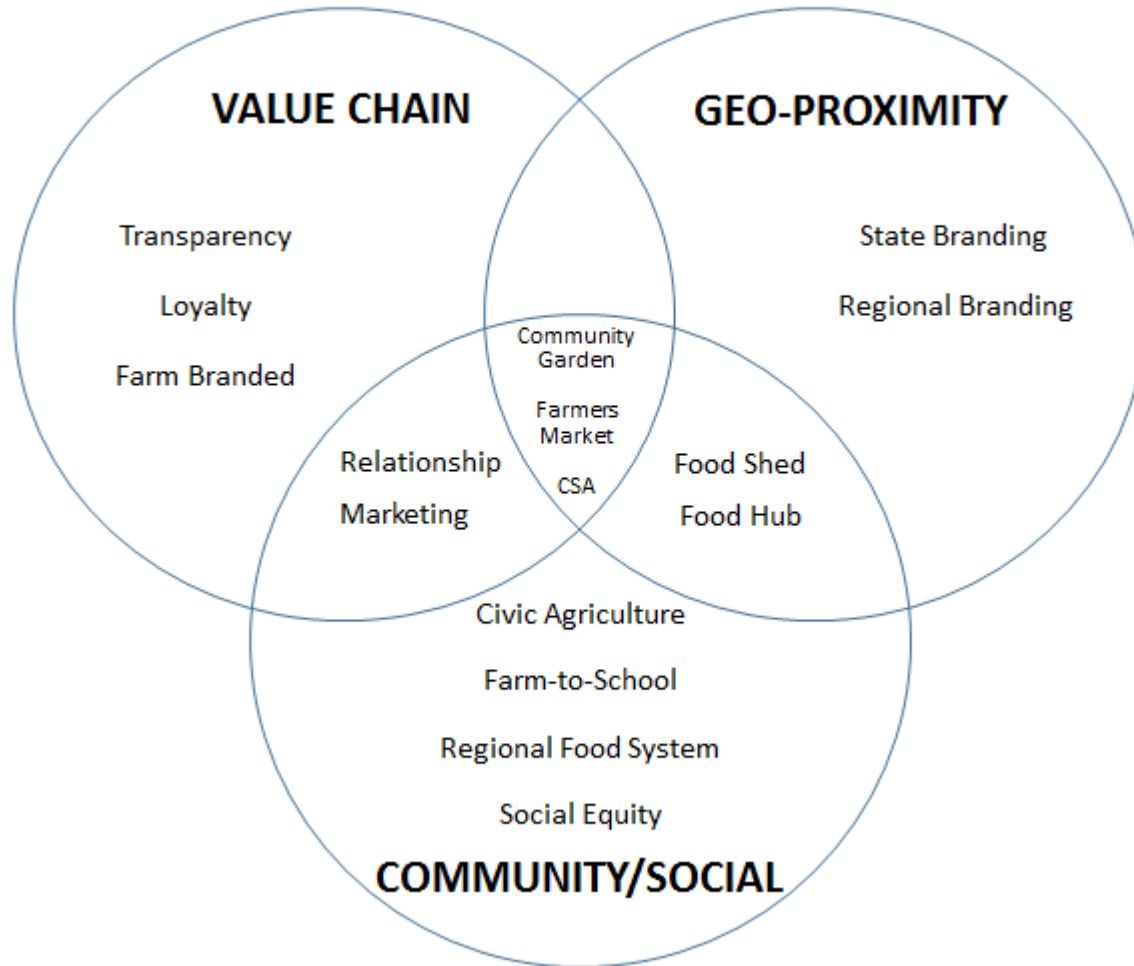 VALUE CHAIN
GEO-PROXIMITY
Transparency
Loyalty
Farm Branded
State Branding
Regional Branding
Community
Garden
Farmers
Market
CSA
Relationship
Marketing
Food Shed
Food Hub
Civic Agriculture
Farm-to-School
Regional Food System
Social Equity
COMMUNITY/SOCIAL